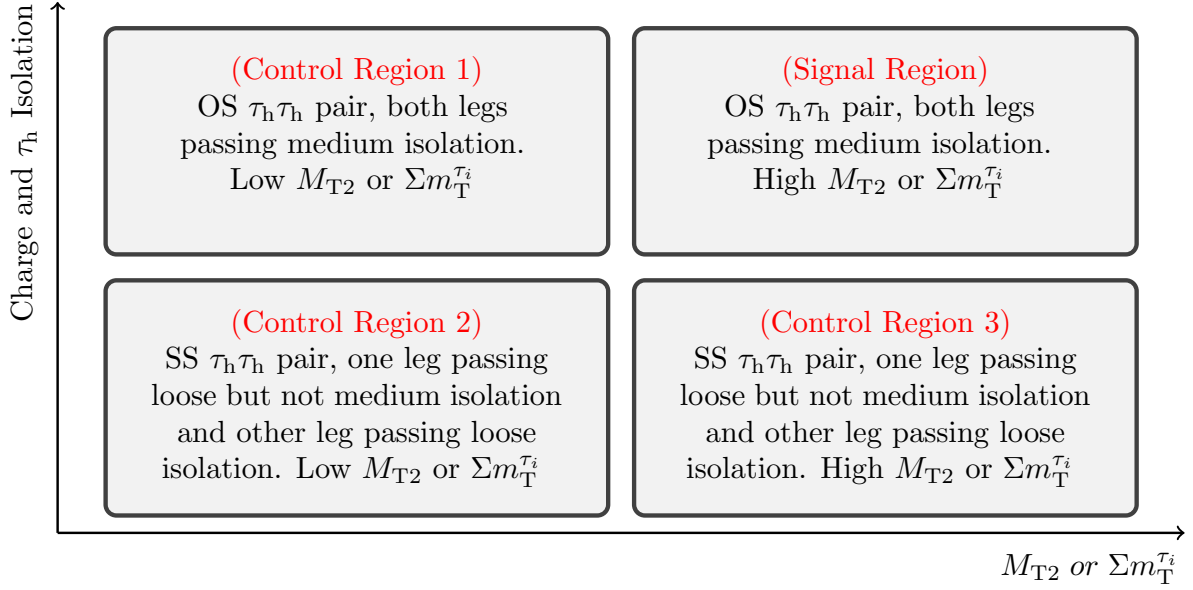 Charge and τh Isolation
(Control Region 1)
OS τhτh pair, both legs
passing medium isolation.
Low MT2 or ΣmTτi
(Signal Region)
OS τhτh pair, both legs
passing medium isolation.
High MT2 or ΣmTτi
(Control Region 2)
SS τhτh pair, one leg passing
loose but not medium isolation
and other leg passing loose
isolation. Low MT2 or ΣmTτi
(Control Region 3)
SS τhτh pair, one leg passing
loose but not medium isolation
and other leg passing loose
isolation. High MT2 or ΣmTτi
MT2 or ΣmTτi